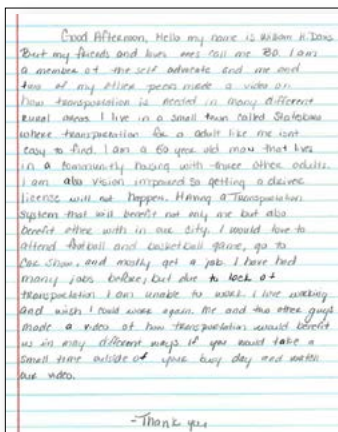 Good Afternoon, Hello my name is William H. Davis
But my friends and loves ones call me Bo. I am
a member of the self advocate and me and
two of my other peers made a video on
how transportation is needed in many different
rural areas I live in a small town called Statesboro
where transportation for a adult like me isnt
easy to find. I am a 60 year old man that lives
in a community housing with three other adults.
I am also vision impaired so getting a driver
license will not happen. Having a Transportation
system that will benefit not only me but also
benefit other with in our city. I would love to
attend football and basketball game, go to
Car show, and mostly get a job. I have had
many jobs before, but due to lack of
transportation I am unable to work. I love working
and wish I could work again. Me and two other guys
made a video of how transportation would benefit
us in may different ways if you would take a
small time outside of your busy day and watch
our video.
-Thank you